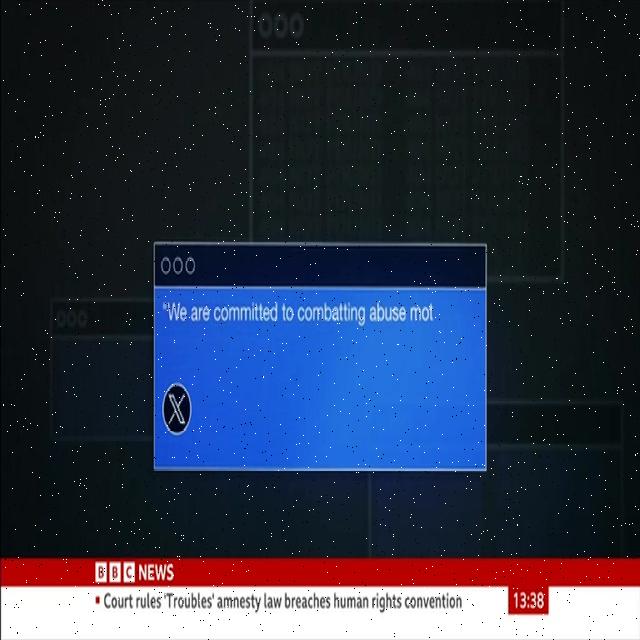 "We are committed to combatting abuse mot
BBC NEWS
Court rules 'Troubles' amnesty law breaches human rights convention
13:38